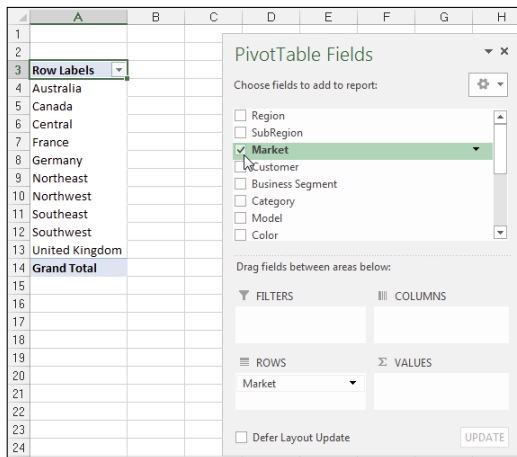 A B C D E F G H
1
2
3 Row Labels
4 Australia
5 Canada
6 Central
7 France
8 Germany
9 Northeast
10 Northwest
11 Southeast
12 Southwest
13 United Kingdom
14 Grand Total
15
16
17
18
19
20
21
22
23
24
PivotTable Fields
Choose fields to add to report:
Region
SubRegion
Market
Customer
Business Segment
Category
Model
Color
Drag fields between areas below:
FILTERS
COLUMNS
ROWS
Σ VALUES
Market
Defer Layout Update
UPDATE